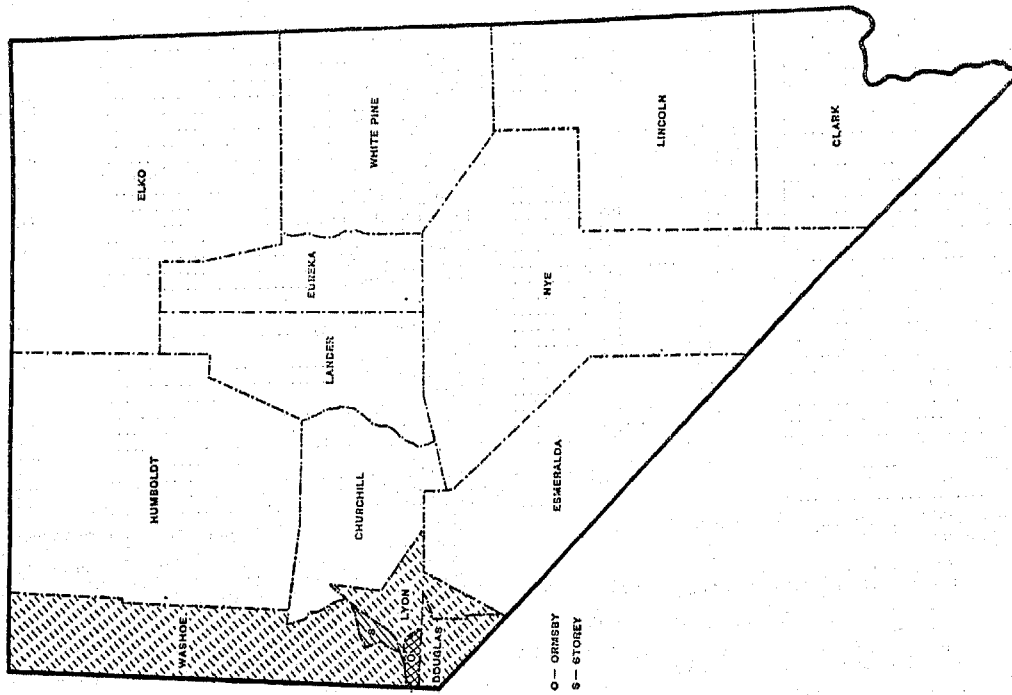 ELKO
WHITE PINE
HUMBOLDT
EUREKA
LANDER
LINCOLN
CLARK
CHURCHILL
NYE
WASHOE
ESMERALDA
S
LYON
O
DOUGLAS
O — ORMSBY
S — STOREY